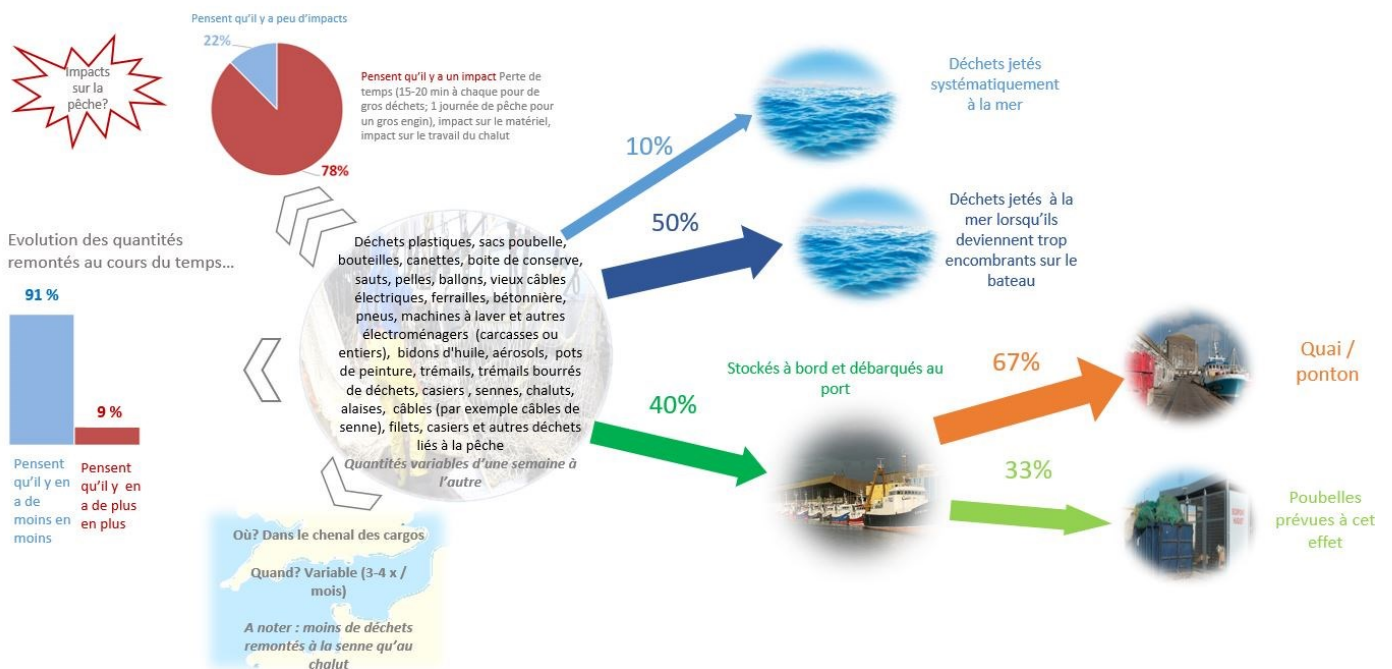 Impacts
sur la
pêche?
Pensent qu'il y a peu d'impacts
22%
Pensent qu'il y a un impact Perte de
temps (15-20 min à chaque pour de
gros déchets; 1 journée de pêche pour
un gros engin), impact sur le matériel,
impact sur le travail du chalut
78%
Evolution des quantités
remontés au cours du temps...
91 %
9 %
Pensent
qu'il y en
a de
moins en
moins
Pensent
qu'il y en
a de plus
en plus
Déchets plastiques, sacs poubelle,
bouteilles, canettes, boite de conserve,
sauts, pelles, ballons, vieux câbles
électriques, ferrailles, bétonnière,
pneus, machines à laver et autres
électroménagers (carcasses ou
entiers), bidons d'huile, aérosols, pots
de peinture, trémails, trémails bourrés
de déchets, casiers , sennes, chaluts,
alaises, câbles (par exemple câbles de
senne), filets, casiers et autres déchets
liés à la pêche
Quantités variables d'une semaine à
l'autre
Où? Dans le chenal des cargos
Quand? Variable (3-4 x /
mois)
A noter : moins de déchets
remontés à la senne qu'au
chalut
10%
Déchets jetés
systématiquement
à la mer
50%
Déchets jetés à la
mer lorsqu'ils
deviennent trop
encombrants sur le
bateau
40%
Stockés à bord et débarqués au
port
67%
Quai /
ponton
33%
Poubelles
prévues à cet
effet